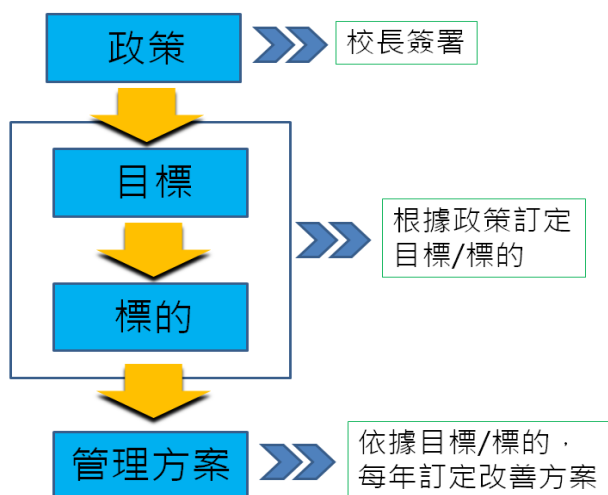 政策
校長簽署
目標
根據政策訂定
目標/標的
標的
管理方案
依據目標/標的，
每年訂定改善方案